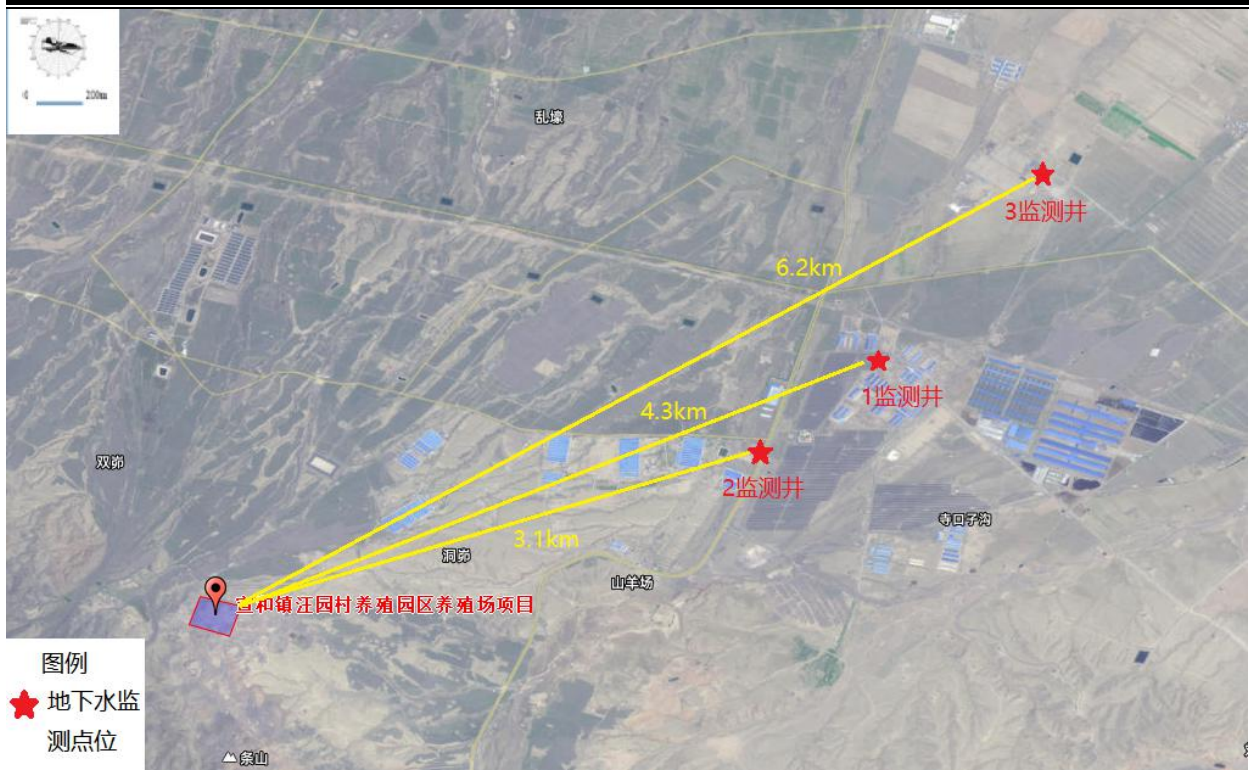 200m
乱壕
3监测井
6.2km
1监测井
4.3km
双峁
2监测井
寺口子沟
3.1km
洞峁
山羊场
宣和镇汪园村养殖园区养殖场项目
图例
地下水监
测点位
条山